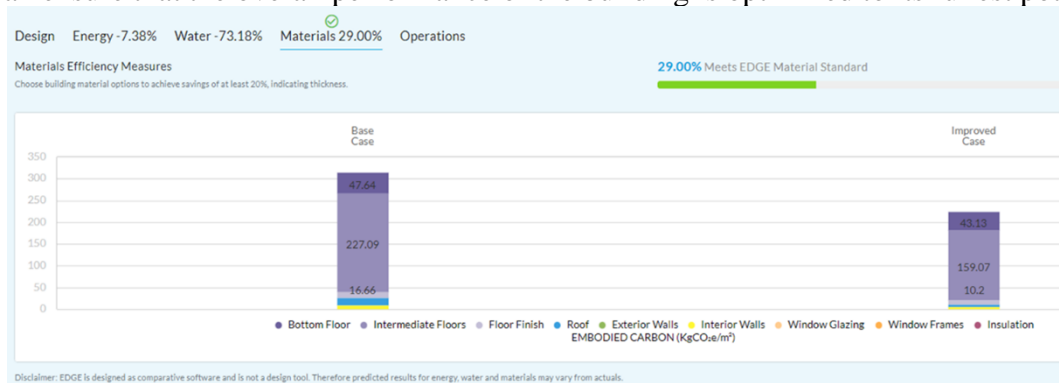 Design Energy -7.38% Water -73.18% Materials 29.00% Operations
Materials Efficiency Measures
29.00% Meets EDGE Material Standard
Choose building material options to achieve savings of at least 20%, indicating thickness.
Base
Case
Improved
Case
350
300
250
200
150
100
50
0
47.64
227.09
16.66
43.13
159.07
10.2
Bottom Floor Intermediate Floors Floor Finish Roof Exterior Walls Interior Walls Window Glazing Window Frames Insulation
EMBODIED CARBON (KgCO₂e/m²)
Disclaimer: EDGE is designed as comparative software and is not a design tool. Therefore predicted results for energy, water and materials may vary from actuals.